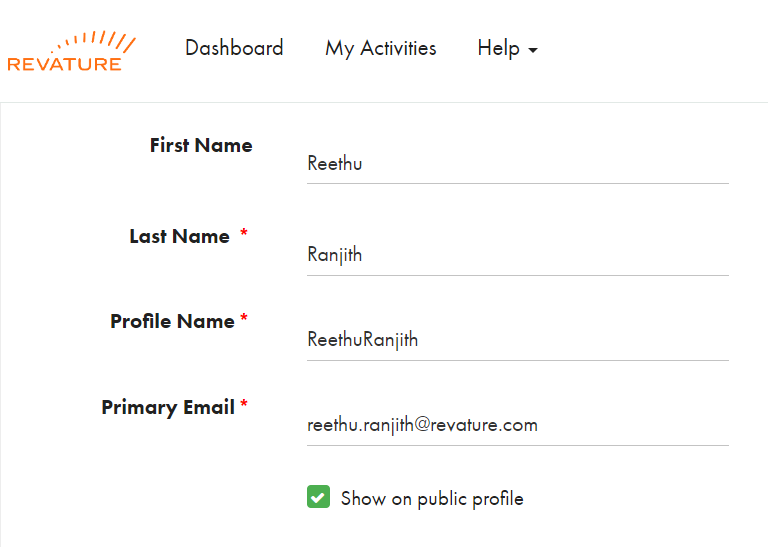 REVATURE
Dashboard My Activities Help
First Name
Reethu
Last Name *
Ranjith
Profile Name *
ReethuRanjith
Primary Email *
reethu.ranjith@revature.com
Show on public profile